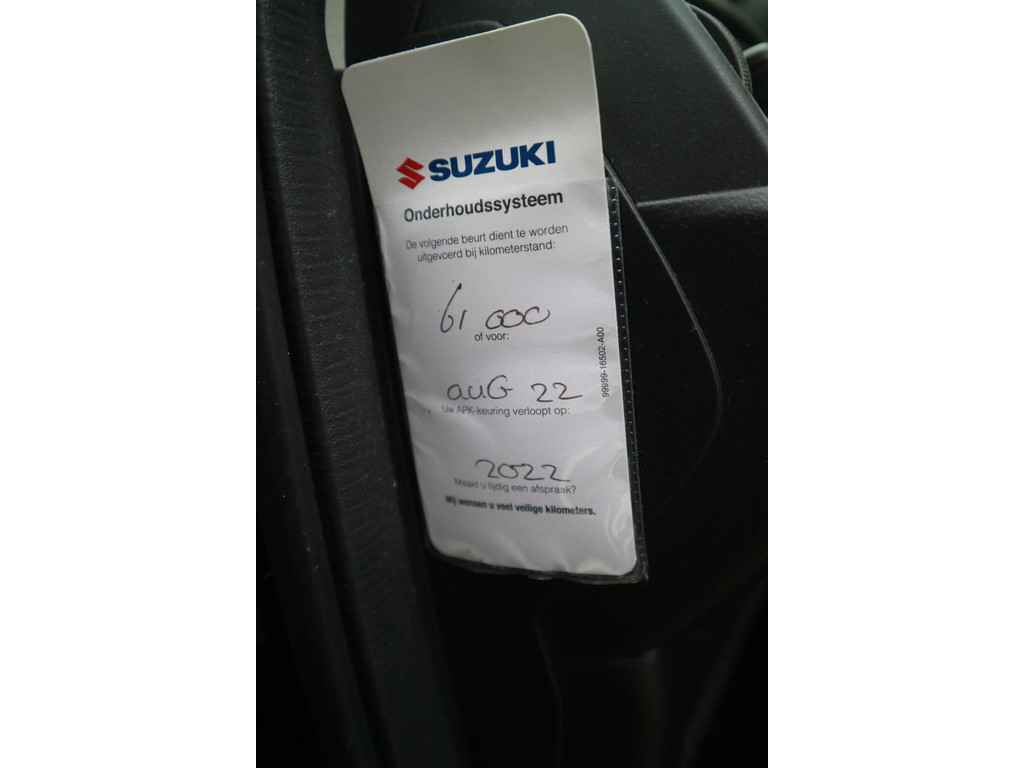 SUZUKI
Onderhoudssysteem
De volgende beurt dient te worden
uitgevoerd bij kilometerstand:
61 000
of voor:
auG 22
Uw APK-keuring verloopt op:
2022
Maakt u tijdig een afspraak?
Wij wensen u veel veilige kilometers.
99999-16502-A00